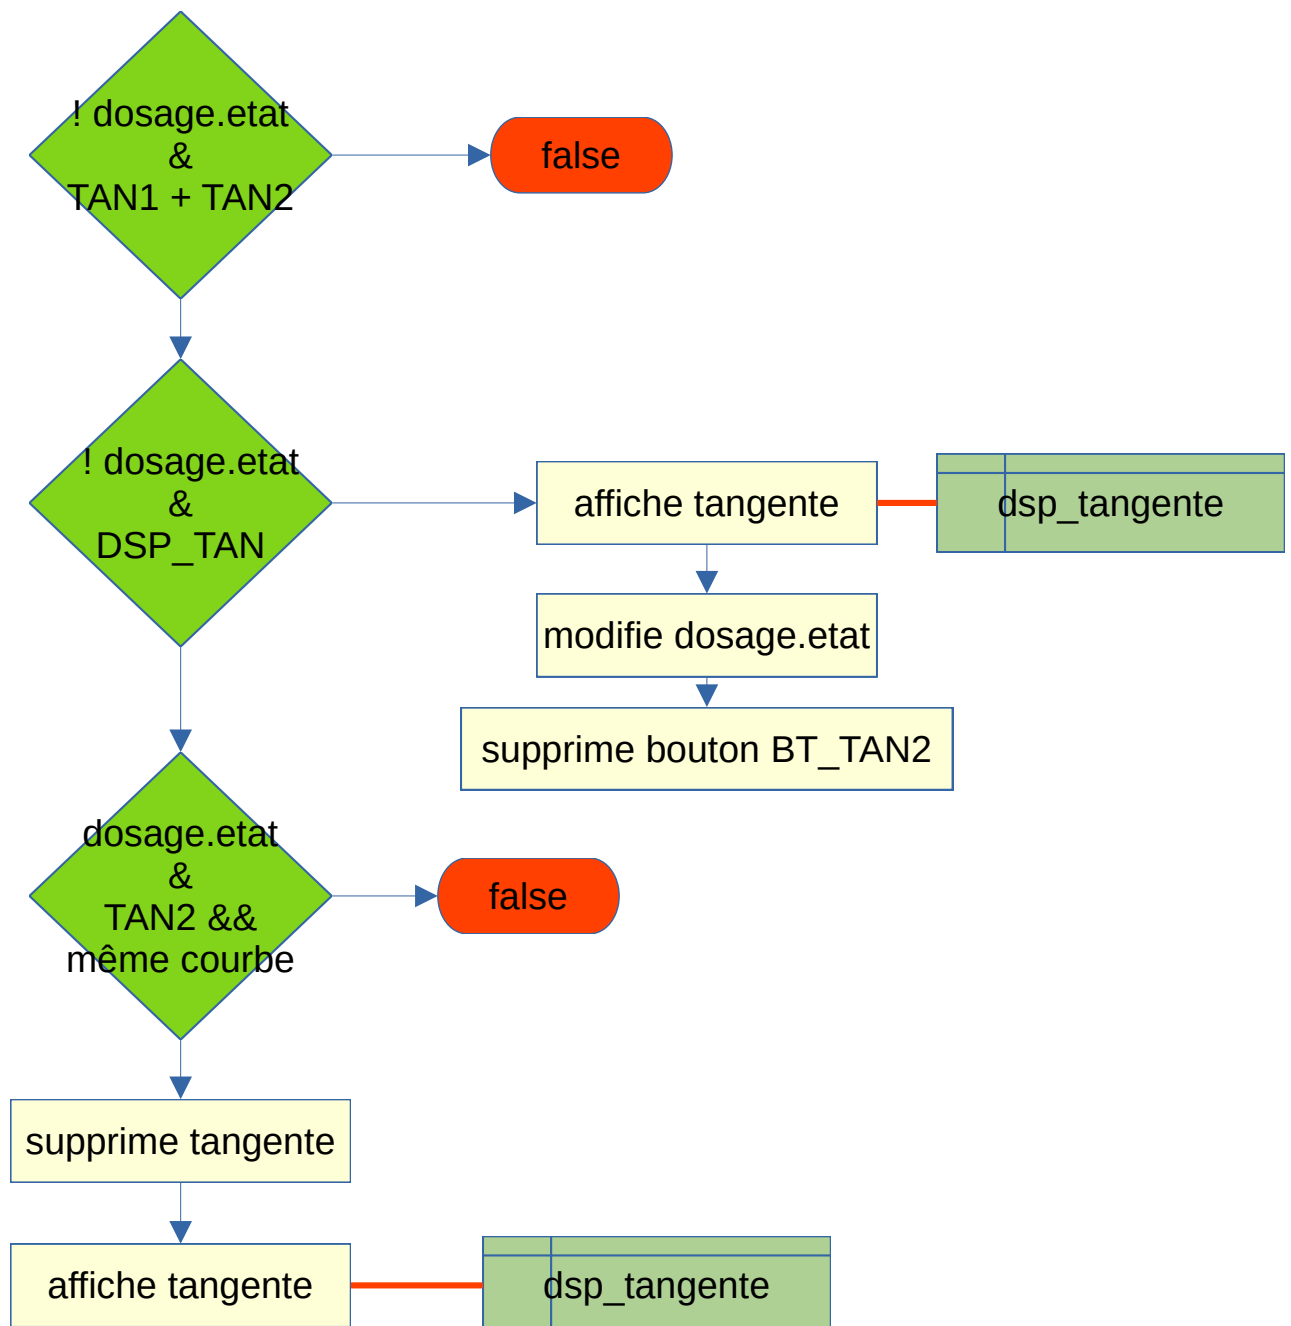 ! dosage.etat
&
TAN1 + TAN2
false
! dosage.etat
&
DSP_TAN
affiche tangente
dsp_tangente
modifie dosage.etat
supprime bouton BT_TAN2
dosage.etat
&
TAN2 &&
même courbe
false
supprime tangente
affiche tangente
dsp_tangente